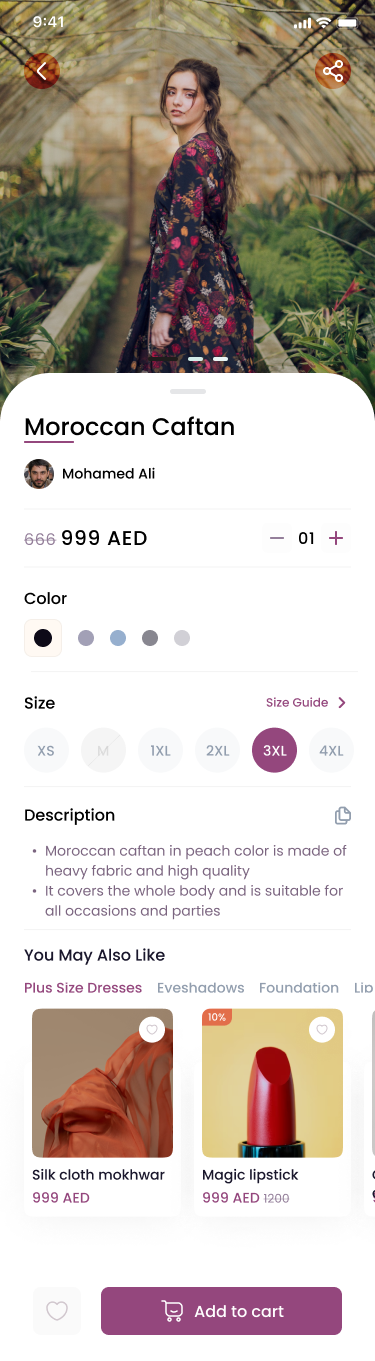 9:41
Moroccan Caftan
Mohamed Ali
666 999 AED 01
Color
Size Size Guide
XS M 1XL 2XL 3XL 4XL
Description
• Moroccan caftan in peach color is made of
heavy fabric and high quality
• It covers the whole body and is suitable for
all occasions and parties
You May Also Like
Plus Size Dresses Eyeshadows Foundation Lip
10%
Silk cloth mokhwar Magic lipstick
999 AED 999 AED 1200
Add to cart